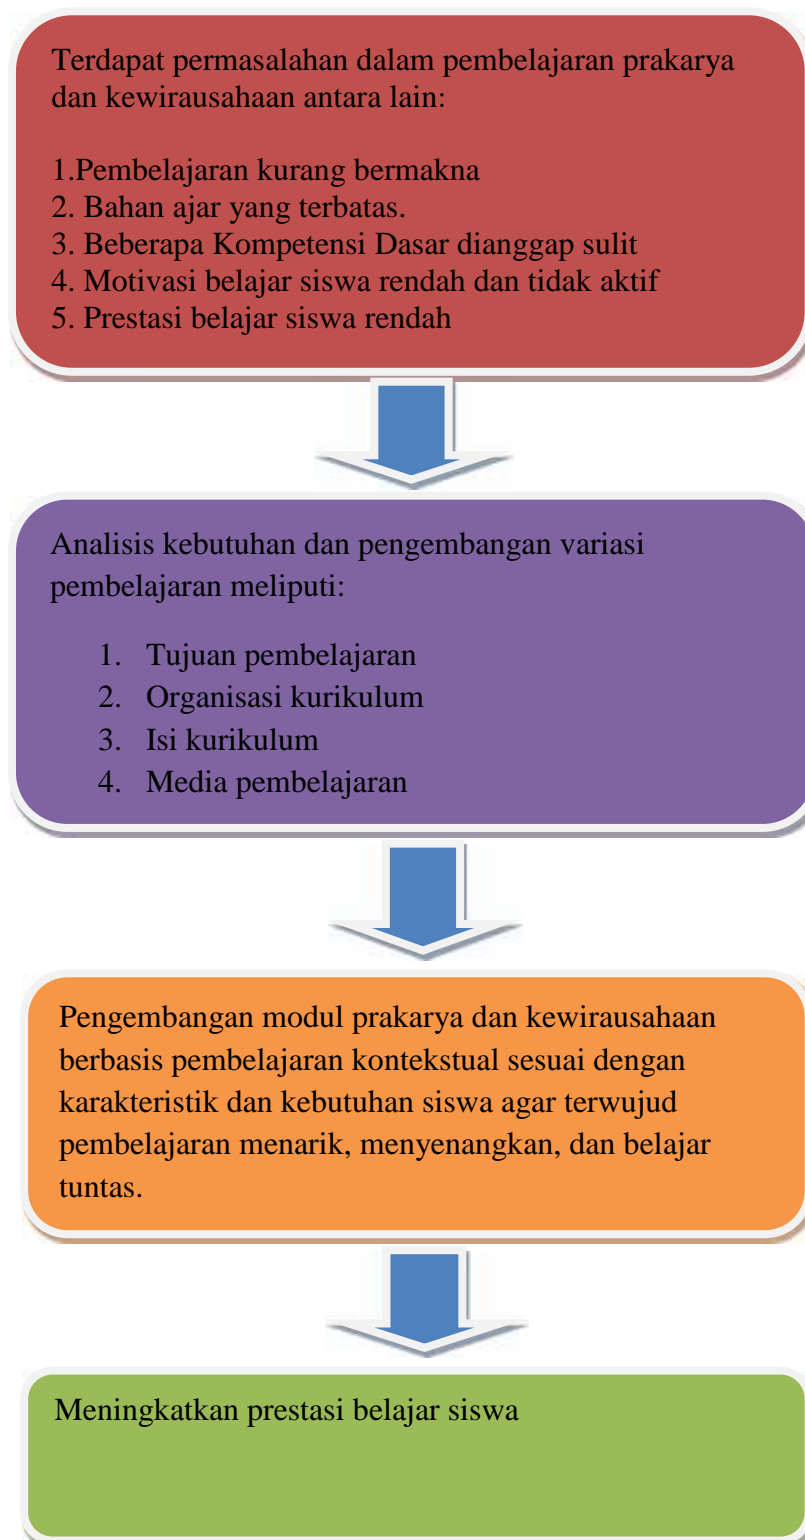 Terdapat permasalahan dalam pembelajaran prakarya
dan kewirausahaan antara lain:
1.Pembelajaran kurang bermakna
2. Bahan ajar yang terbatas.
3. Beberapa Kompetensi Dasar dianggap sulit
4. Motivasi belajar siswa rendah dan tidak aktif
5. Prestasi belajar siswa rendah
Analisis kebutuhan dan pengembangan variasi
pembelajaran meliputi:
1. Tujuan pembelajaran
2. Organisasi kurikulum
3. Isi kurikulum
4. Media pembelajaran
Pengembangan modul prakarya dan kewirausahaan
berbasis pembelajaran kontekstual sesuai dengan
karakteristik dan kebutuhan siswa agar terwujud
pembelajaran menarik, menyenangkan, dan belajar
tuntas.
Meningkatkan prestasi belajar siswa